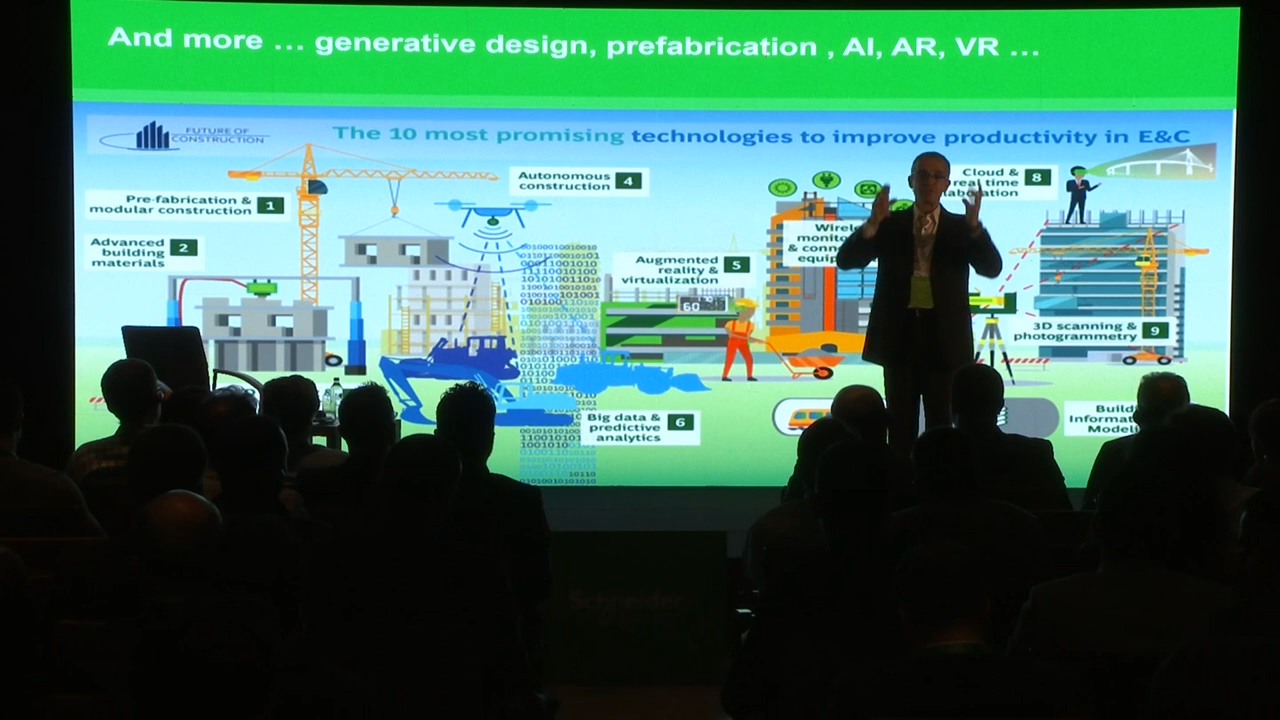 And more ... generative design, prefabrication , AI, AR, VR ...
FUTURE OF
CONSTRUCTION
The 10 most promising technologies to improve productivity in E&C
Pre-fabrication &
modular construction
1
Advanced
building
materials
2
Autonomous
construction
4
Augmented
reality &
virtualization
5
60
Big data &
predictive
analytics
6
& 
Cloud &
real time
8
3D scanning &
photogrammetry
9
Schneider